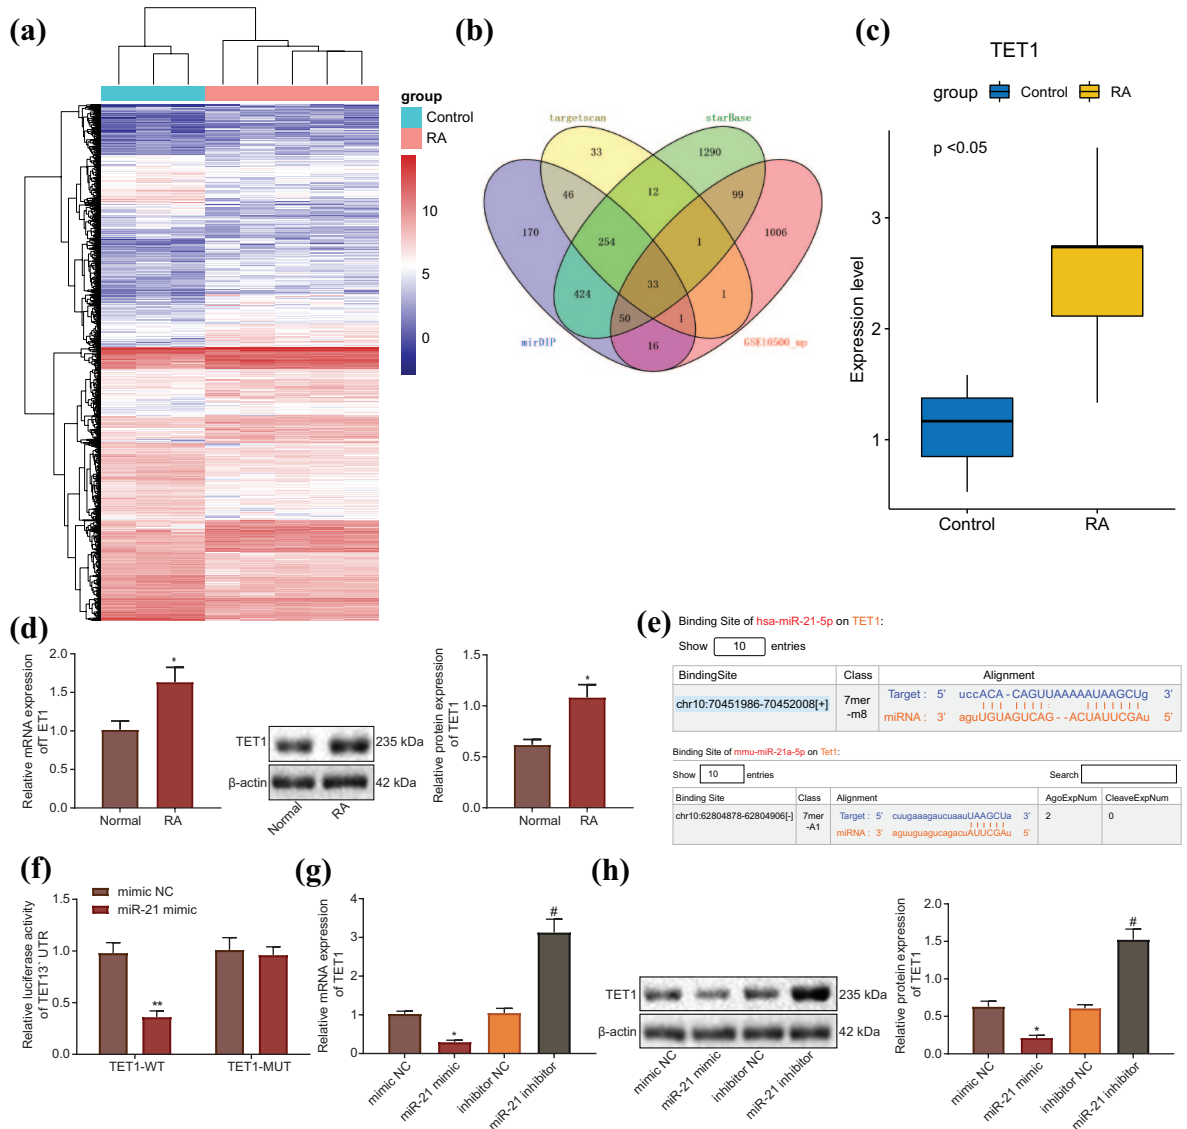 (a)
group
Control
RA
10
5
0
(b)
targetscan
starBase
33
1290
46
12
99
170
254
1
1006
33
424
1
50
1
16
mirDIP
GSE10500_up
(c)
TET1
group Control RA
p <0.05
Expression level
3
2
1
Control
RA
(d)
Relative mRNA expression
of TET1
2.0
1.5
1.0
0.5
0.0
*
Normal
RA
TET1
235 kDa
β-actin
42 kDa
Normal
RA
Relative protein expression
of TET1
1.5
1.0
0.5
0.0
*
Normal
RA
(e)
Binding Site of hsa-miR-21-5p on TET1:
Show 10 entries
BindingSite Class Alignment
chr10:70451986-70452008[+]
7mer
-m8
Target : 5' uccACA - CAGUUAAAAAUAAGCUg 3'
miRNA : 3' aguUGUAGUCAG - - ACUAUUCGAu 5'
Binding Site of mmu-miR-21a-5p on Tet1:
Show 10 entries
Search
Binding Site Class Alignment AgoExpNum CleaveExpNum
chr10:62804878-62804906[-]
7mer
-A1
Target : 5' cuugaaagaucuaauUAAGCUa 3'
miRNA : 3' aguuguagucagacuAUUCGAu 5'
2
0
(f)
mimic NC
miR-21 mimic
Relative luciferase activity
of TET13` UTR
1.5
1.0
0.5
0.0
**
TET1-WT
TET1-MUT
(g)
Relative mRNA expression
of TET1
4
3
2
1
0
*
#
mimic NC
miR-21 mimic
inhibitor NC
miR-21 inhibitor
(h)
TET1
235 kDa
β-actin
42 kDa
mimic NC
miR-21 mimic
inhibitor NC
miR-21 inhibitor
Relative protein expression
of TET1
2.0
1.5
1.0
0.5
0.0
*
#
mimic NC
miR-21 mimic
inhibitor NC
miR-21 inhibitor